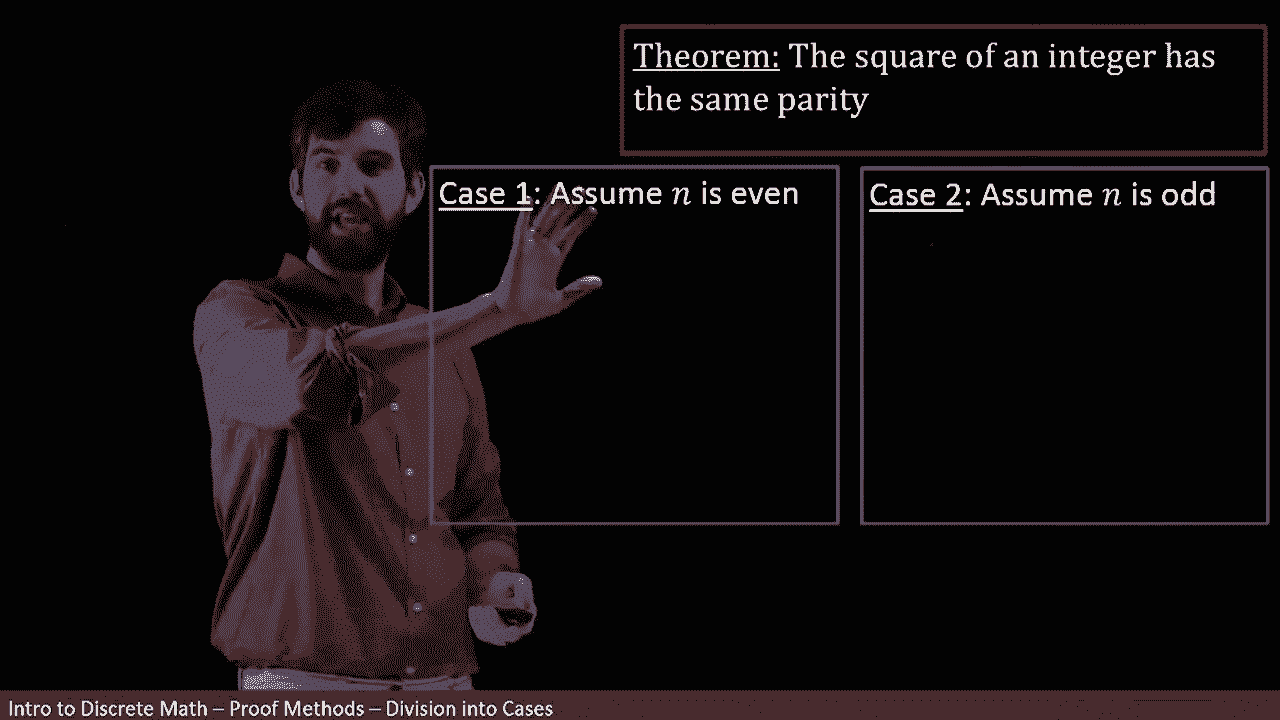 Theorem: The square of an integer has
the same parity
Case 1: Assume n is even
Case 2: Assume n is odd
Intro to Discrete Math – Proof Methods – Division into Cases